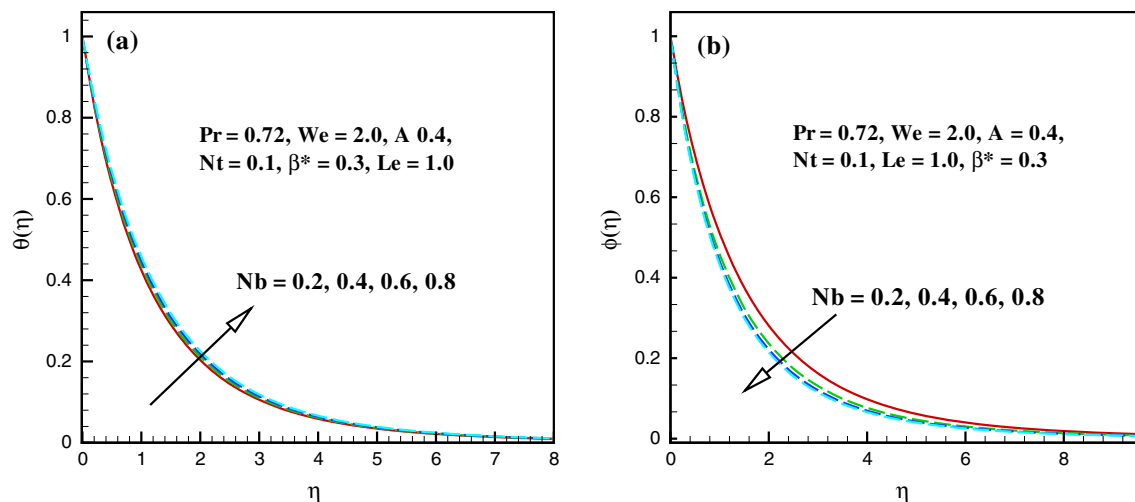 (a)
Pr = 0.72, We = 2.0, A 0.4,
Nt = 0.1, β* = 0.3, Le = 1.0
Nb = 0.2, 0.4, 0.6, 0.8
θ(η)
1
0.8
0.6
0.4
0.2
0
0 1 2 3 4 5 6 7 8
η
(b)
Pr = 0.72, We = 2.0, A = 0.4,
Nt = 0.1, Le = 1.0, β* = 0.3
Nb = 0.2, 0.4, 0.6, 0.8
ϕ(η)
1
0.8
0.6
0.4
0.2
0
0 2 4 6 8
η